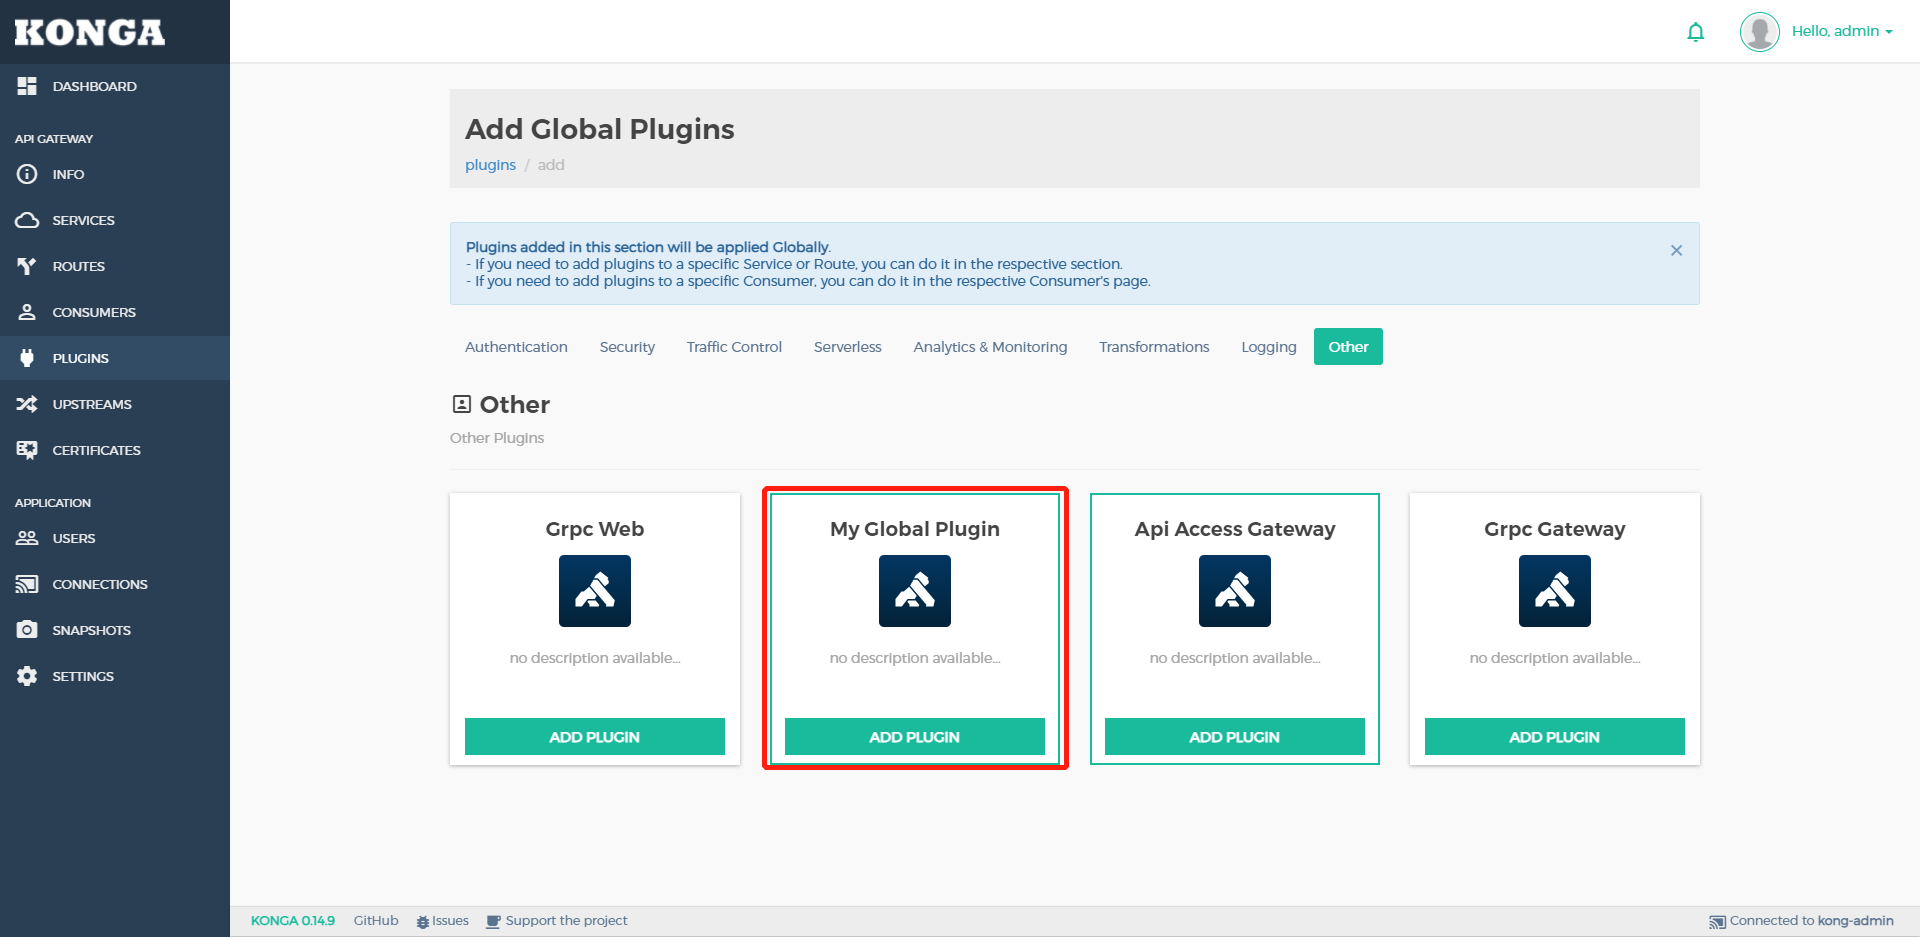 KONGA
DASHBOARD
API GATEWAY
INFO
SERVICES
ROUTES
CONSUMERS
PLUGINS
UPSTREAMS
CERTIFICATES
APPLICATION
USERS
CONNECTIONS
SNAPSHOTS
SETTINGS
Hello, admin
Add Global Plugins
plugins / add
Plugins added in this section will be applied Globally.
- If you need to add plugins to a specific Service or Route, you can do it in the respective section.
- If you need to add plugins to a specific Consumer, you can do it in the respective Consumer's page.
Authentication Security Traffic Control Serverless Analytics & Monitoring Transformations Logging Other
Other
Other Plugins
Grpc Web
no description available...
ADD PLUGIN
My Global Plugin
no description available...
ADD PLUGIN
Api Access Gateway
no description available...
ADD PLUGIN
Grpc Gateway
no description available...
ADD PLUGIN
KONGA 0.14.9 GitHub Issues Support the project
Connected to kong-admin